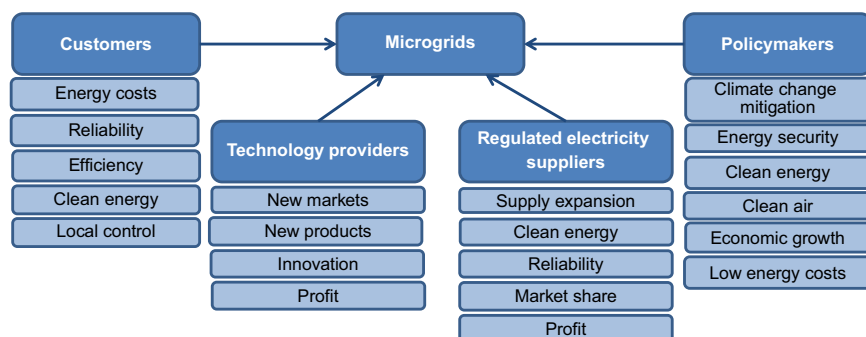 Customers
Energy costs
Reliability
Efficiency
Clean energy
Local control
Microgrids
Technology providers
New markets
New products
Innovation
Profit
Regulated electricity
suppliers
Supply expansion
Clean energy
Reliability
Market share
Profit
Policymakers
Climate change
mitigation
Energy security
Clean energy
Clean air
Economic growth
Low energy costs